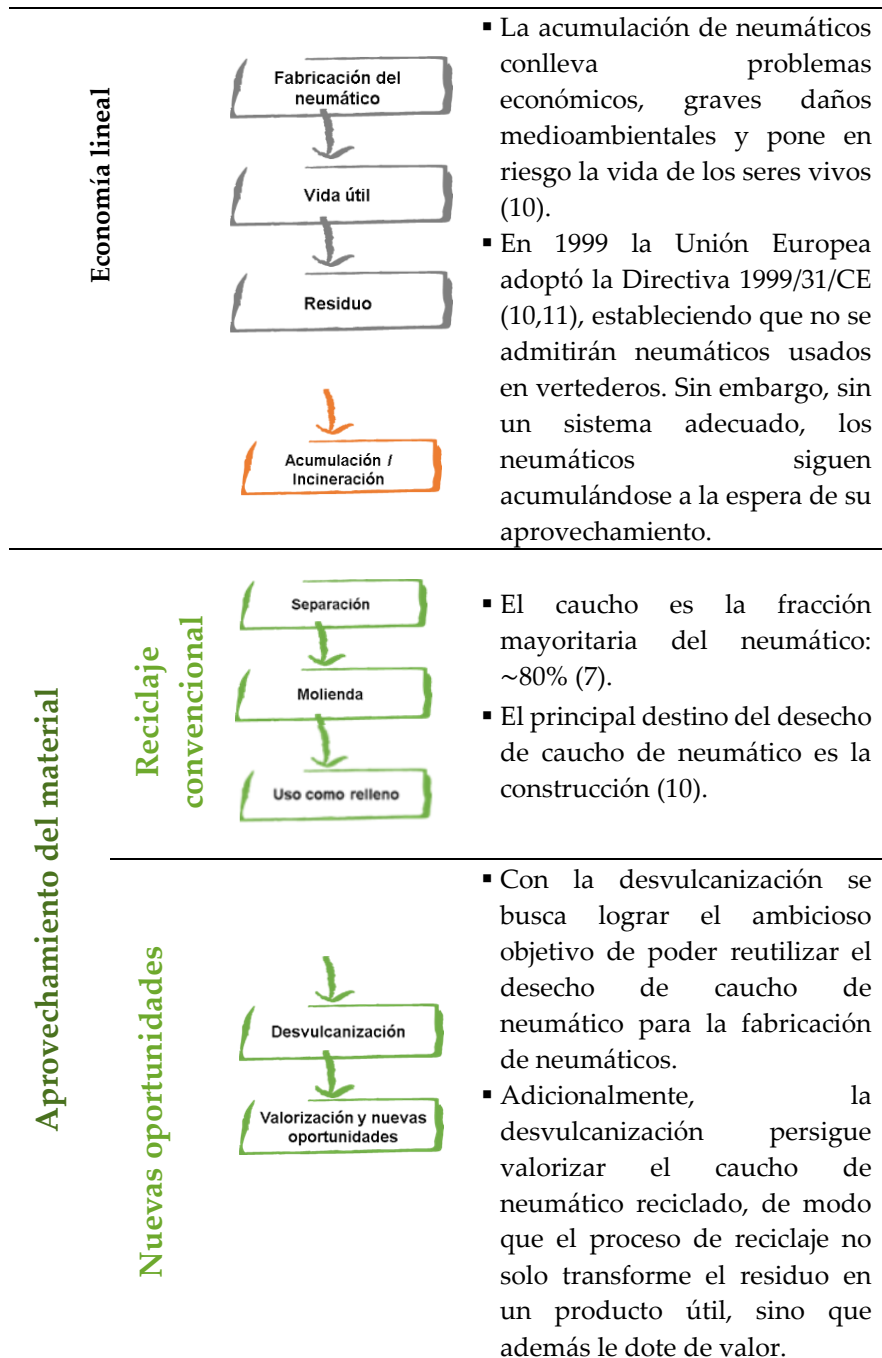 Economía lineal
Fabricación del
neumático
Vida útil
Residuo
Acumulación /
Incineración
▪ La acumulación de neumáticos
conlleva problemas
económicos, graves daños
medioambientales y pone en
riesgo la vida de los seres vivos
(10).
▪ En 1999 la Unión Europea
adoptó la Directiva 1999/31/CE
(10,11), estableciendo que no se
admitirán neumáticos usados
en vertederos. Sin embargo, sin
un sistema adecuado, los
neumáticos siguen
acumulándose a la espera de su
aprovechamiento.
Aprovechamiento del material
Reciclaje
convencional
Separación
Molienda
Uso como relleno
▪ El caucho es la fracción
mayoritaria del neumático:
~80% (7).
▪ El principal destino del desecho
de caucho de neumático es la
construcción (10).
Nuevas oportunidades
Desvulcanización
Valorización y nuevas
oportunidades
▪ Con la desvulcanización se
busca lograr el ambicioso
objetivo de poder reutilizar el
desecho de caucho de
neumático para la fabricación
de neumáticos.
▪ Adicionalmente, la
desvulcanización persigue
valorizar el caucho de
neumático reciclado, de modo
que el proceso de reciclaje no
solo transforme el residuo en
un producto útil, sino que
además le dote de valor.